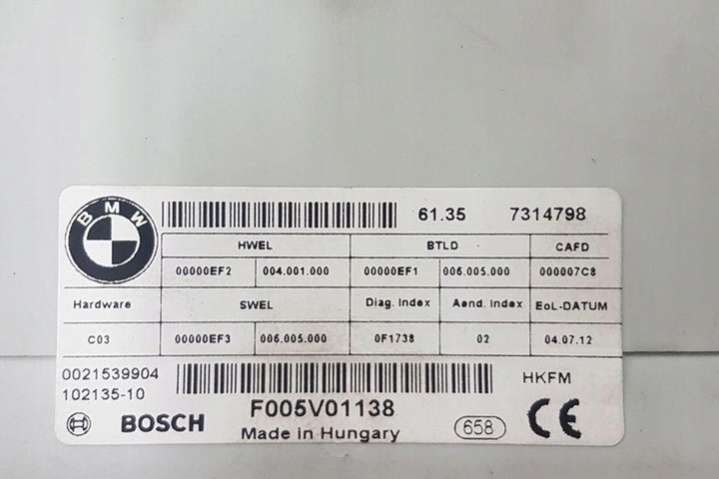 BMW
61.35 7314798
HWEL BTLD CAFD
00000EF2 004.001.000 00000EF1 006.005.000 000007C8
Hardware SWEL Diag. Index Aend. Index EoL-DATUM
C03 00000EF3 006.005.000 0F1738 02 04.07.12
0021539904
HKFM
102135-10
BOSCH F005V01138
Made in Hungary 658 CE